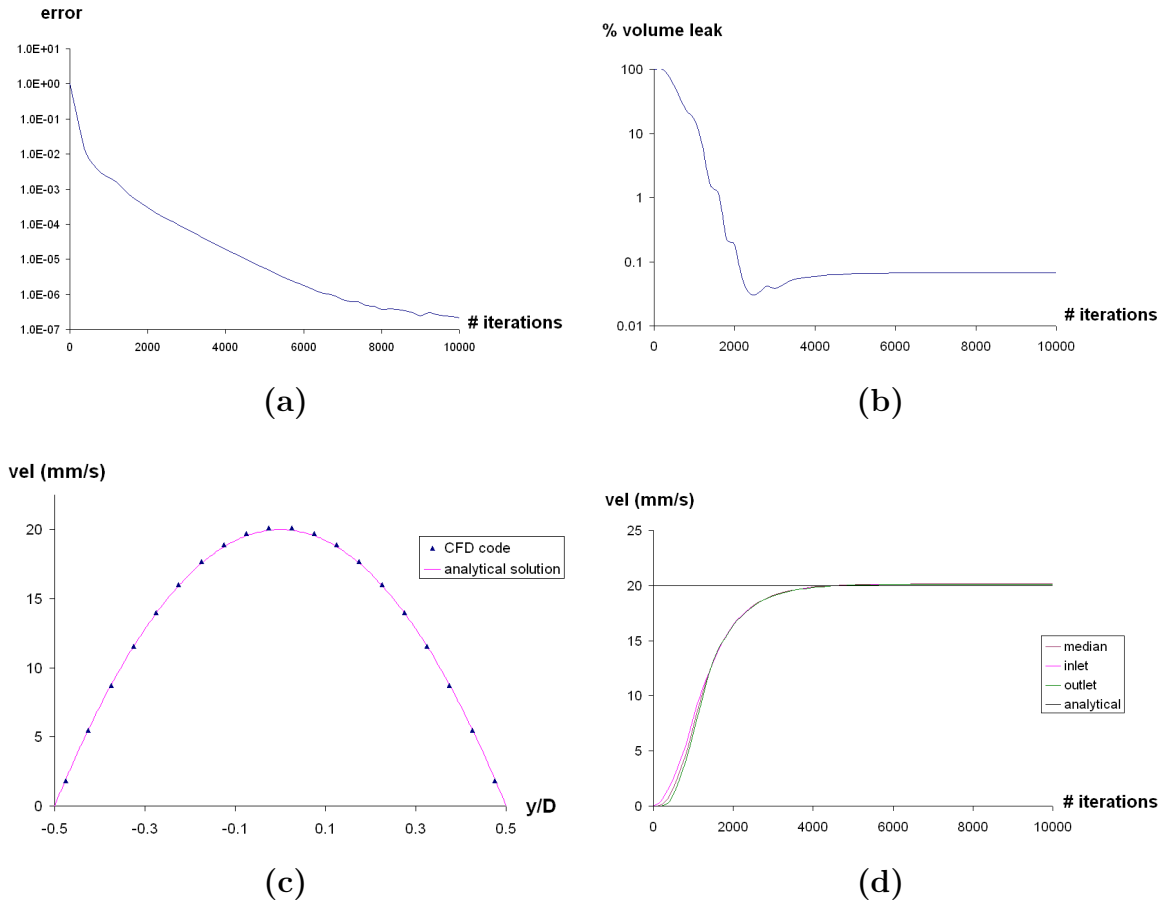 error
1.0E+01
1.0E+00
1.0E-01
1.0E-02
1.0E-03
1.0E-04
1.0E-05
1.0E-06
1.0E-07
# iterations
0 2000 4000 6000 8000 10000
(a)
% volume leak
100
10
1
0.1
0.01
# iterations
0 2000 4000 6000 8000 10000
(b)
vel (mm/s)
20
15
10
5
0
CFD code
analytical solution
y/D
-0.5 -0.3 -0.1 0.1 0.3 0.5
(c)
vel (mm/s)
25
20
15
10
5
0
median
inlet
outlet
analytical
# iterations
0 2000 4000 6000 8000 10000
(d)